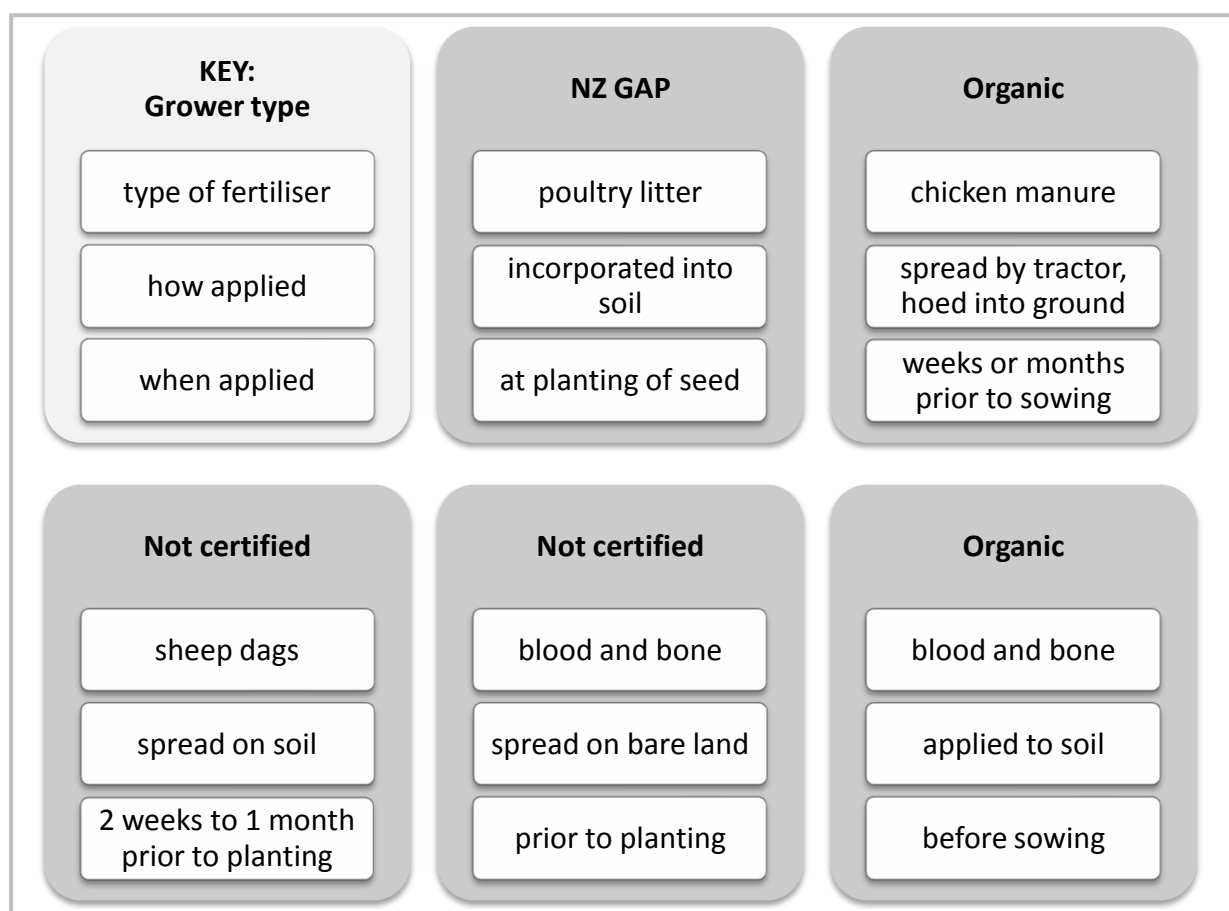 KEY:
Grower type
type of fertiliser
how applied
when applied
NZ GAP
poultry litter
incorporated into
soil
at planting of seed
Organic
chicken manure
spread by tractor,
hoed into ground
weeks or months
prior to sowing
Not certified
sheep dags
spread on soil
2 weeks to 1 month
prior to planting
Not certified
blood and bone
spread on bare land
prior to planting
Organic
blood and bone
applied to soil
before sowing